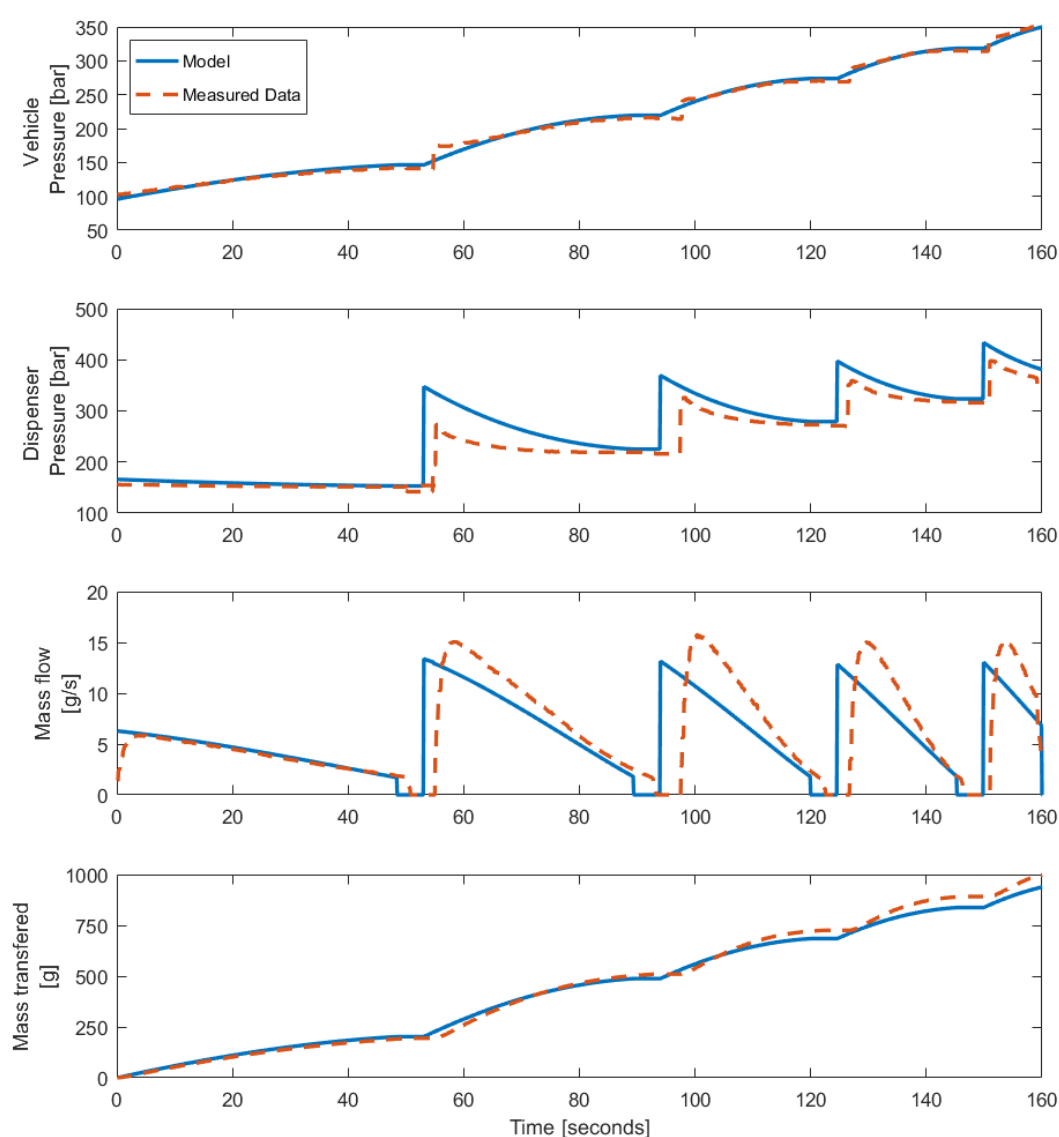 350
300
250
200
150
100
50
Vehicle
Pressure [bar]
Model
Measured Data
0 20 40 60 80 100 120 140 160
500
400
300
200
100
Dispenser
Pressure [bar]
0 20 40 60 80 100 120 140 160
20
15
10
5
0
Mass flow
[g/s]
0 20 40 60 80 100 120 140 160
1000
750
500
250
0
Mass transfered
[g]
0 20 40 60 80 100 120 140 160
Time [seconds]